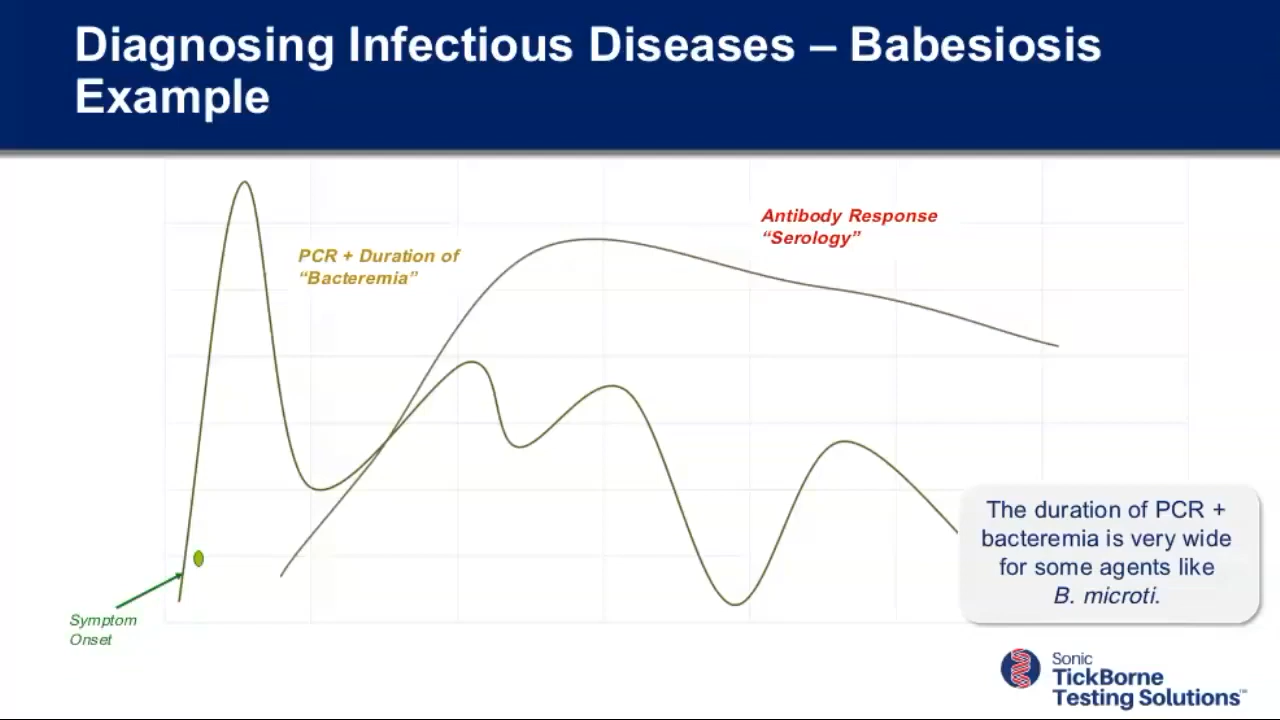 Diagnosing Infectious Diseases – Babesiosis
Example
Antibody Response
“Serology”
PCR + Duration of
“Bacteremia”
The duration of PCR +
bacteremia is very wide
for some agents like
B. microti.
Symptom
Onset
Sonic
TickBorne
Testing Solutions™